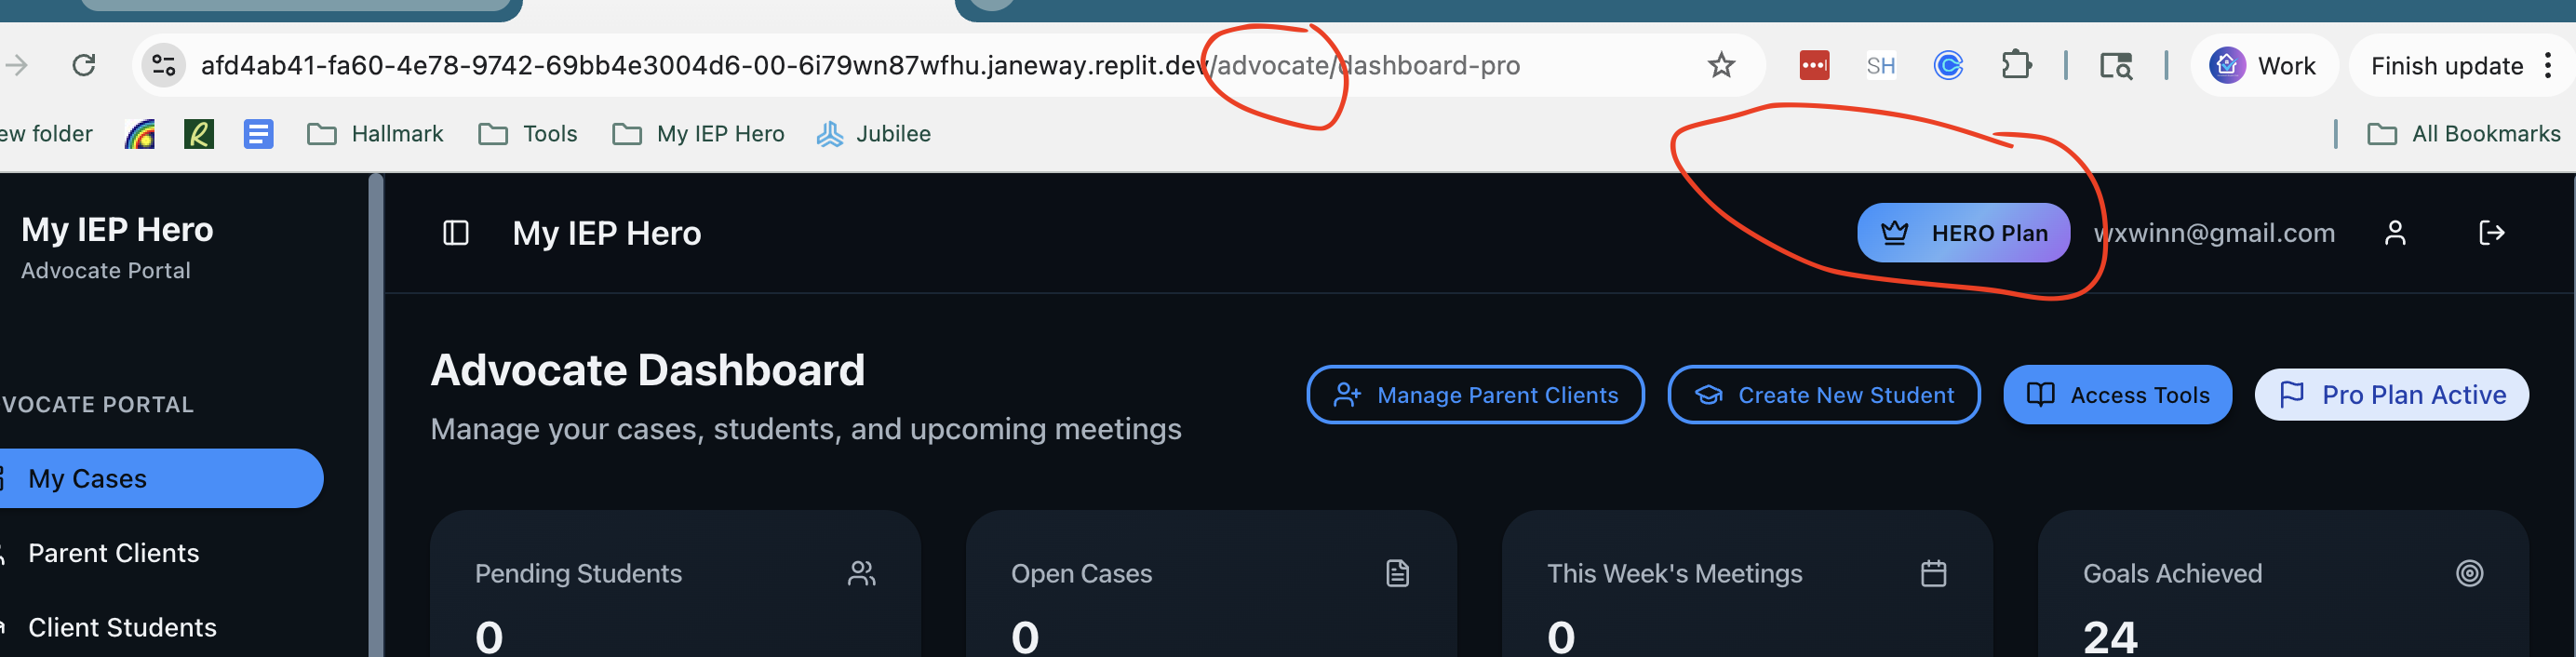 afd4ab41-fa60-4e78-9742-69bb4e3004d6-00-6i79wn87wfhu.janeway.replit.dev/advocate/dashboard-pro
SH
Work
Finish update
ew folder
Hallmark
Tools
My IEP Hero
Jubilee
All Bookmarks
My IEP Hero
Advocate Portal
My IEP Hero
HERO Plan
wxwinn@gmail.com
Advocate Dashboard
Manage your cases, students, and upcoming meetings
Manage Parent Clients
Create New Student
Access Tools
Pro Plan Active
VOCATE PORTAL
My Cases
Parent Clients
Client Students
Pending Students
0
Open Cases
0
This Week's Meetings
0
Goals Achieved
24